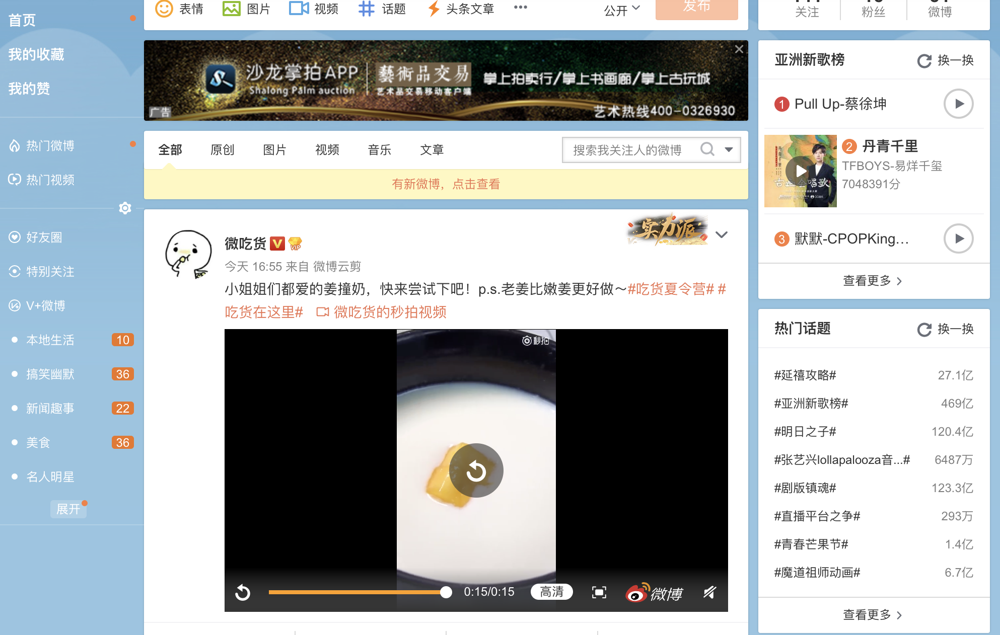 首页
我的收藏
我的赞
热门微博
热门视频
好友圈
特别关注
V+微博
本地生活 10
搞笑幽默 36
新闻趣事 22
美食 36
名人明星
展开
表情 图片 视频 话题 头条文章 公开 发布
沙龙掌拍APP
Shalong Palm auction
藝術品交易
艺术品交易移动客户端
掌上拍卖行/掌上书画廊/掌上古玩城
广告
艺术热线400-0326930
全部 原创 图片 视频 音乐 文章 搜索我关注人的微博
有新微博，点击查看
微吃货 V VIP
实力派
今天 16:55 来自 微博云剪
小姐姐们都爱的姜撞奶，快来尝试下吧！p.s.老姜比嫩姜更好做～#吃货夏令营# #
吃货在这里# 微吃货的秒拍视频
秒拍
0:15/0:15 高清 微博
关注 粉丝 微博
亚洲新歌榜 换一换
1 Pull Up-蔡徐坤
丹青千里
2 丹青千里
TFBOYS-易烊千玺
7048391分
3 默默-CPOPKing...
查看更多
热门话题 换一换
#延禧攻略# 27.1亿
#亚洲新歌榜# 469亿
#明日之子# 120.4亿
#张艺兴lollapalooza音...# 6487万
#剧版镇魂# 123.3亿
#直播平台之争# 293万
#青春芒果节# 1.4亿
#魔道祖师动画# 6.7亿
查看更多